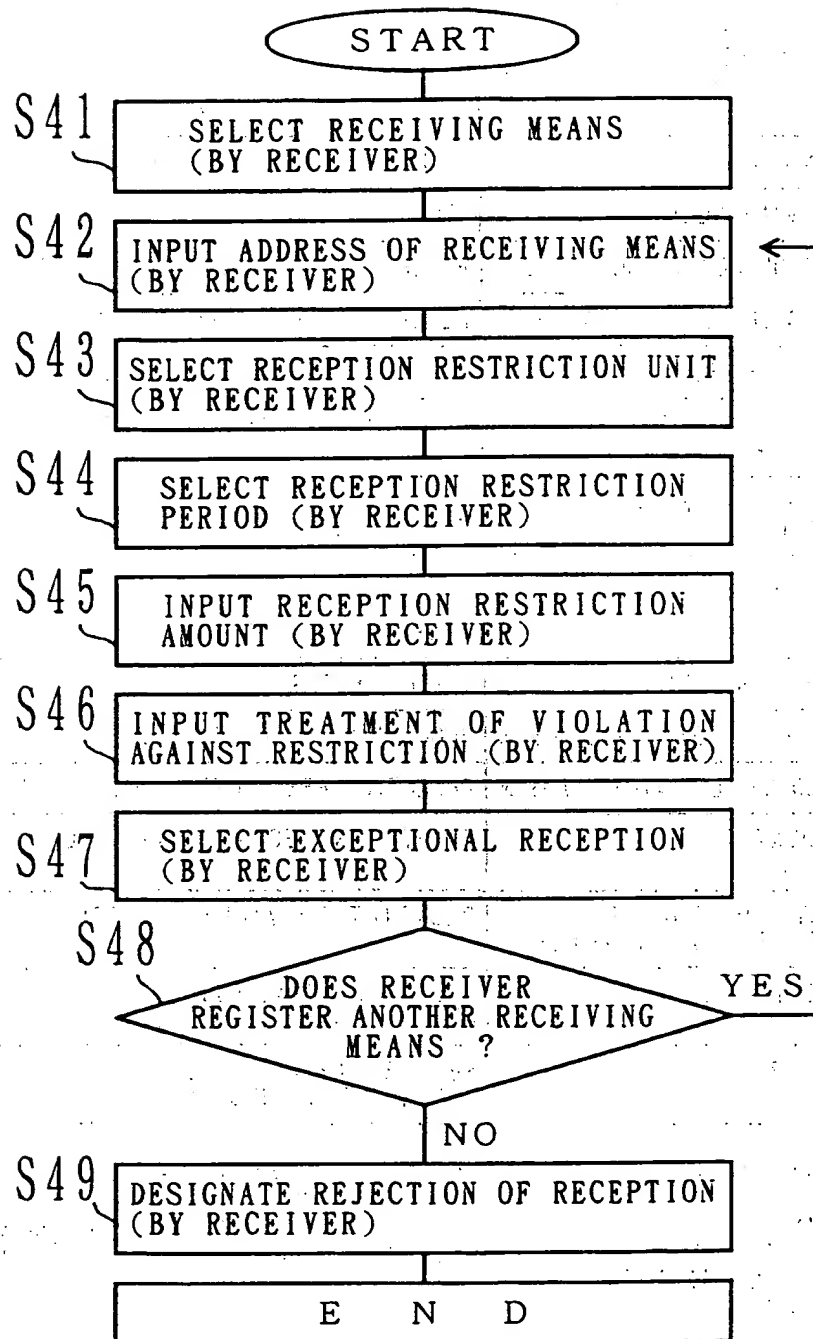 START
S41
SELECT RECEIVING MEANS
(BY RECEIVER)
S42
INPUT ADDRESS OF RECEIVING MEANS
(BY RECEIVER)
S43
SELECT RECEPTION RESTRICTION UNIT
(BY RECEIVER)
S44
SELECT RECEPTION RESTRICTION
PERIOD (BY RECEIVER)
S45
INPUT RECEPTION RESTRICTION
AMOUNT (BY RECEIVER)
S46
INPUT TREATMENT OF VIOLATION
AGAINST RESTRICTION (BY RECEIVER)
S47
SELECT EXCEPTIONAL RECEPTION
(BY RECEIVER)
S48
DOES RECEIVER
REGISTER ANOTHER RECEIVING
MEANS ?
YES
NO
S49
DESIGNATE REJECTION OF RECEPTION
(BY RECEIVER)
END